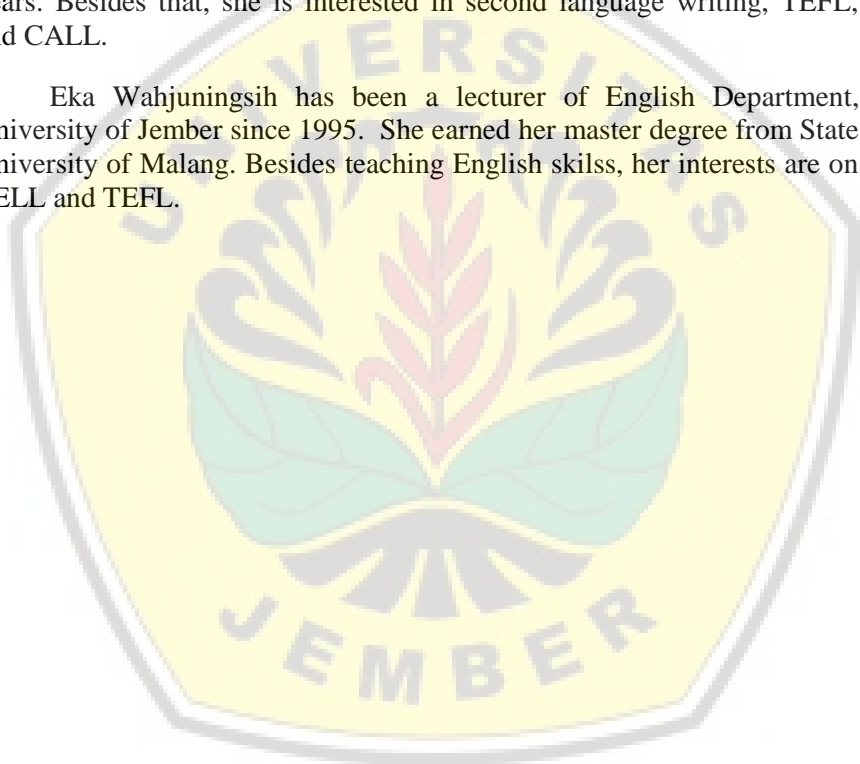 ears. Besides that, she is interested in second language writing, TEFL,
nd CALL.
Eka Wahjuningsih has been a lecturer of English Department,
niversity of Jember since 1995. She earned her master degree from State
niversity of Malang. Besides teaching English skilss, her interests are on
ELL and TEFL.
UNIVERSITAS
JEMBER